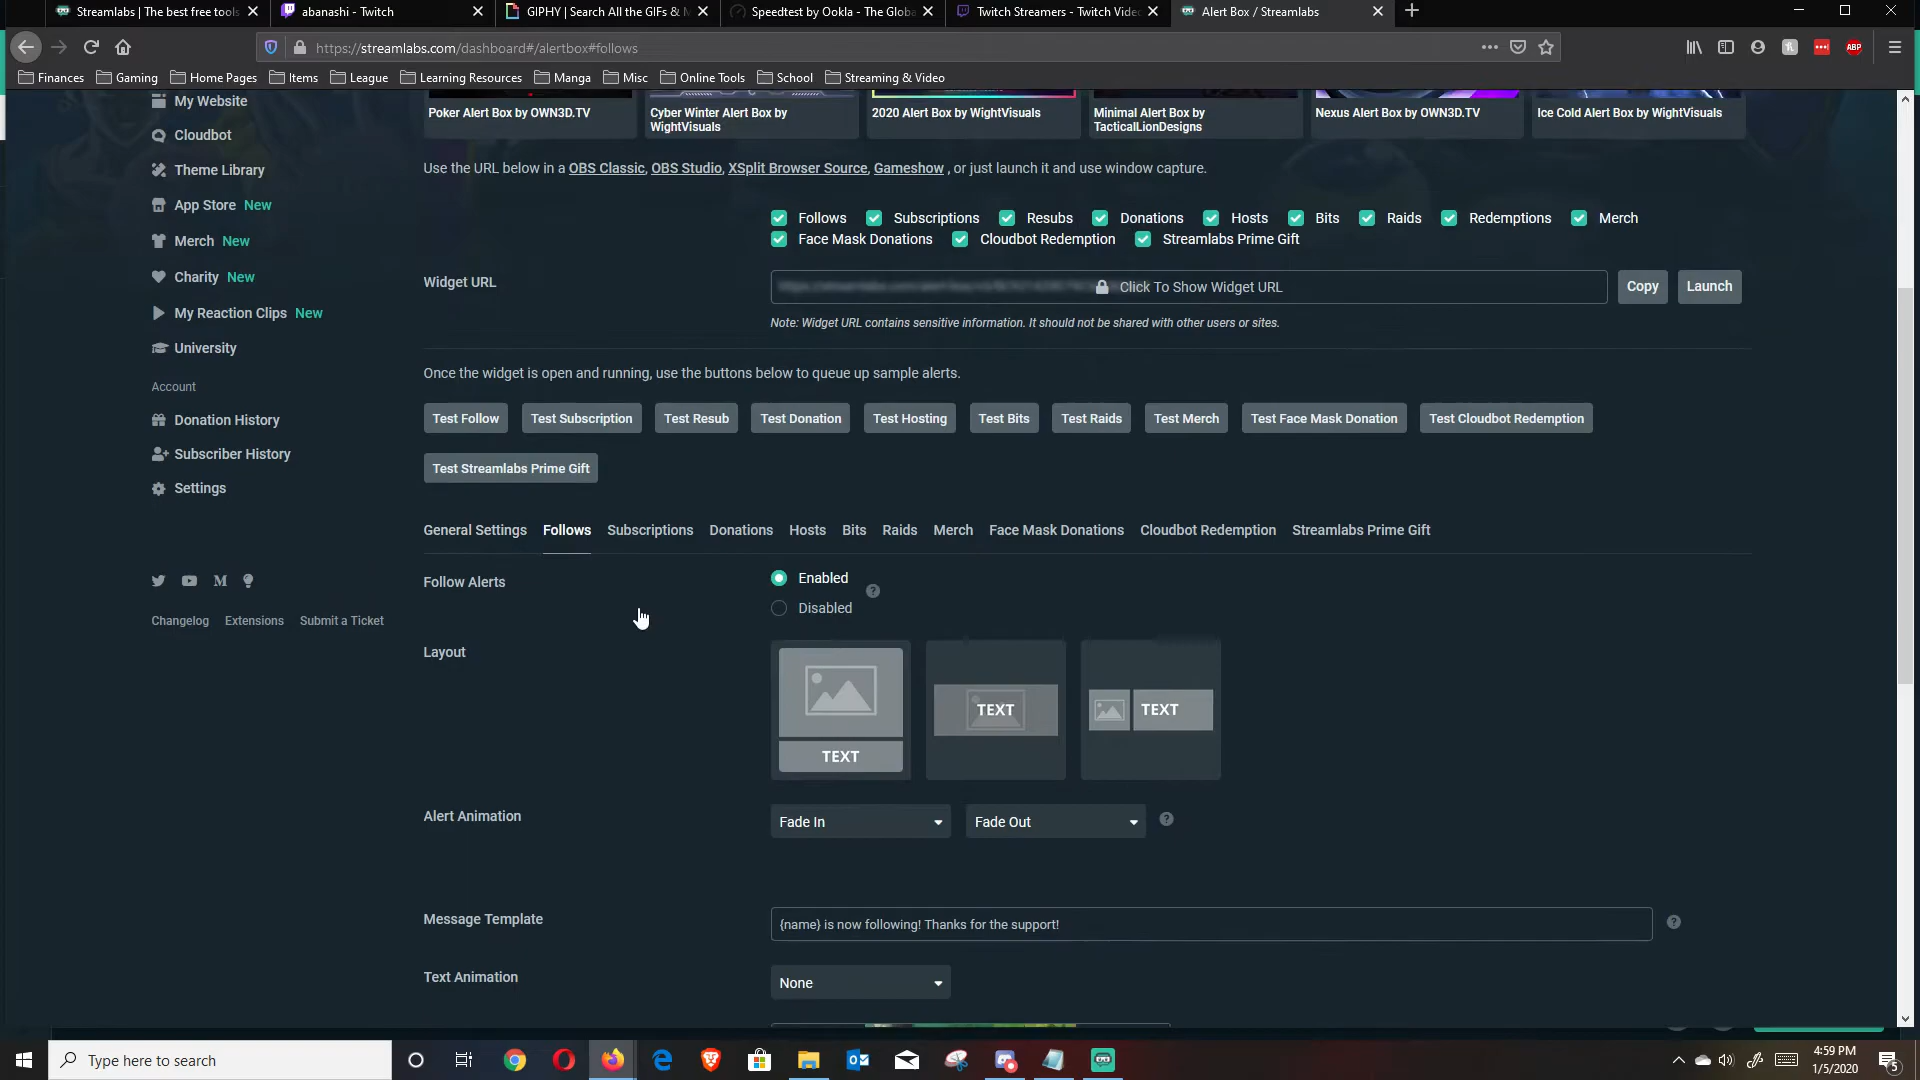 Streamlabs | The best free tools
abanashi - Twitch
GIPHY | Search All the GIFs & M
Speedtest by Ookla - The Globa
Twitch Streamers - Twitch Vide
Alert Box / Streamlabs
https://streamlabs.com/dashboard#/alertbox#follows
Finances
Gaming
Home Pages
Items
League
Learning Resources
Manga
Misc
Online Tools
School
Streaming & Video
My Website
Cloudbot
Theme Library
App Store New
Merch New
Charity New
My Reaction Clips New
University
Account
Donation History
Subscriber History
Settings
Changelog Extensions Submit a Ticket
Poker Alert Box by OWN3D.TV
Cyber Winter Alert Box by
WightVisuals
2020 Alert Box by WightVisuals
Minimal Alert Box by
TacticalLionDesigns
Nexus Alert Box by OWN3D.TV
Ice Cold Alert Box by WightVisuals
Use the URL below in a OBS Classic, OBS Studio, XSplit Browser Source, Gameshow , or just launch it and use window capture.
Follows Subscriptions Resubs Donations Hosts Bits Raids Redemptions Merch
Face Mask Donations Cloudbot Redemption Streamlabs Prime Gift
Widget URL
Click To Show Widget URL
Copy
Launch
Note: Widget URL contains sensitive information. It should not be shared with other users or sites.
Once the widget is open and running, use the buttons below to queue up sample alerts.
Test Follow Test Subscription Test Resub Test Donation Test Hosting Test Bits Test Raids Test Merch Test Face Mask Donation Test Cloudbot Redemption
Test Streamlabs Prime Gift
General Settings Follows Subscriptions Donations Hosts Bits Raids Merch Face Mask Donations Cloudbot Redemption Streamlabs Prime Gift
Follow Alerts
Enabled
?
Disabled
Layout
TEXT
TEXT
TEXT
Alert Animation
Fade In
Fade Out
?
Message Template
{name} is now following! Thanks for the support!
?
Text Animation
None
ABP
Type here to search
4:59 PM
1/5/2020
5